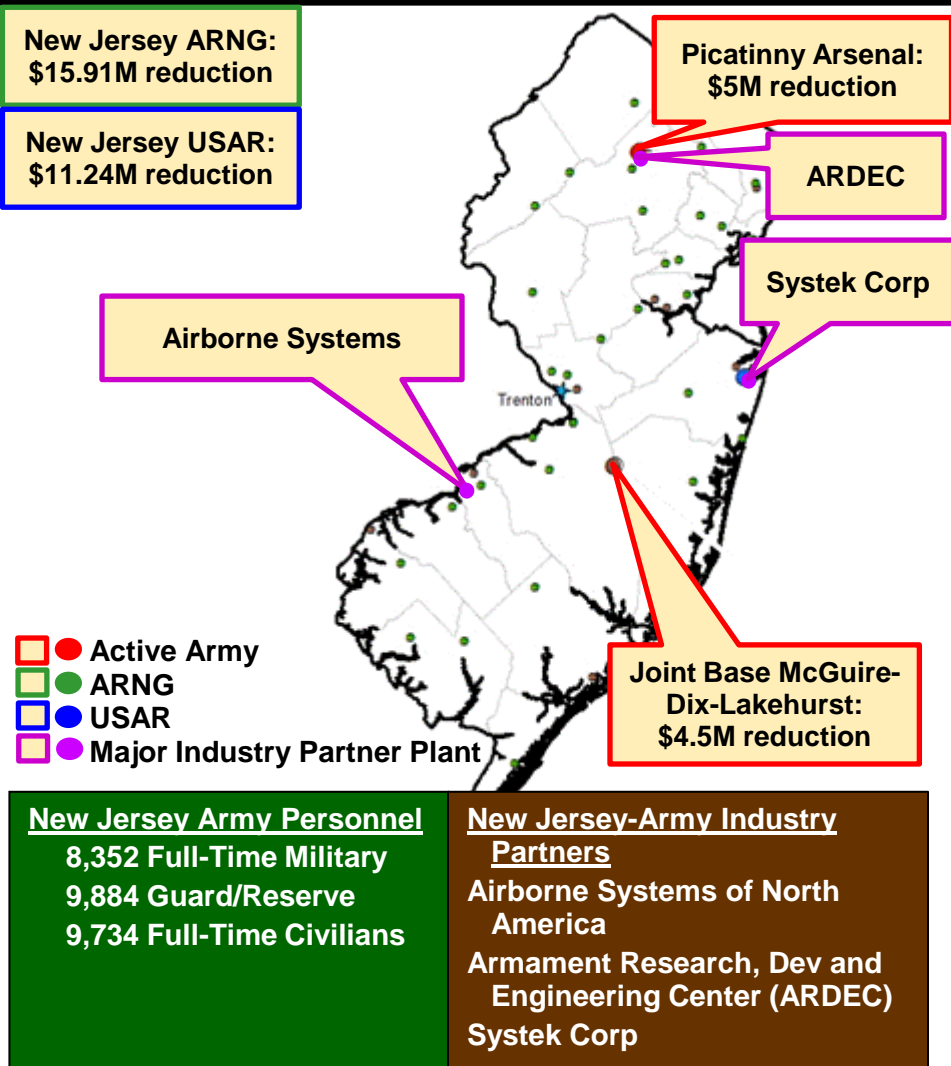 New Jersey ARNG:
$15.91M reduction
New Jersey USAR:
$11.24M reduction
Picatinny Arsenal:
$5M reduction
ARDEC
Systek Corp
Airborne Systems
Trenton
Joint Base McGuire-
Dix-Lakehurst:
$4.5M reduction
Active Army
ARNG
USAR
Major Industry Partner Plant
New Jersey Army Personnel
8,352 Full-Time Military
9,884 Guard/Reserve
9,734 Full-Time Civilians
New Jersey-Army Industry
Partners
Airborne Systems of North
America
Armament Research, Dev and
Engineering Center (ARDEC)
Systek Corp